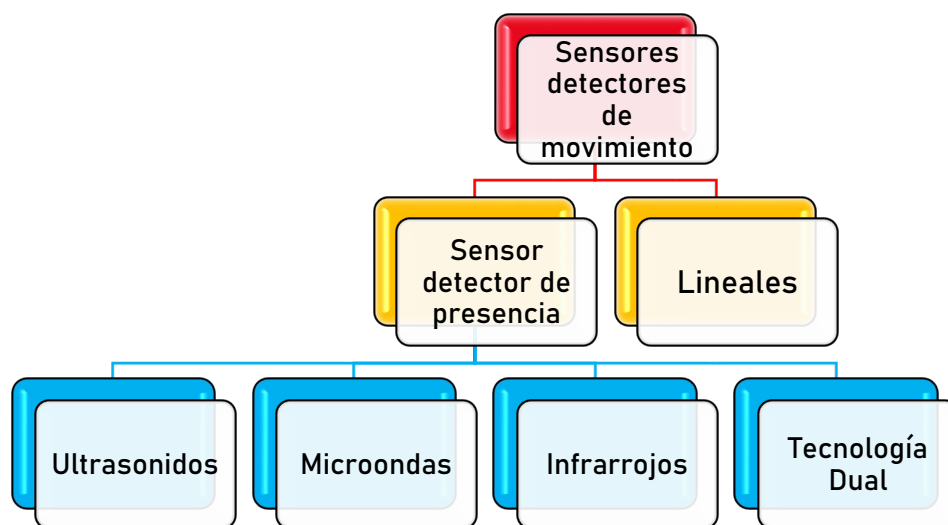 Sensores
detectores
de
movimiento
Sensor
detector de
presencia
Lineales
Ultrasonidos
Microondas
Infrarrojos
Tecnología
Dual